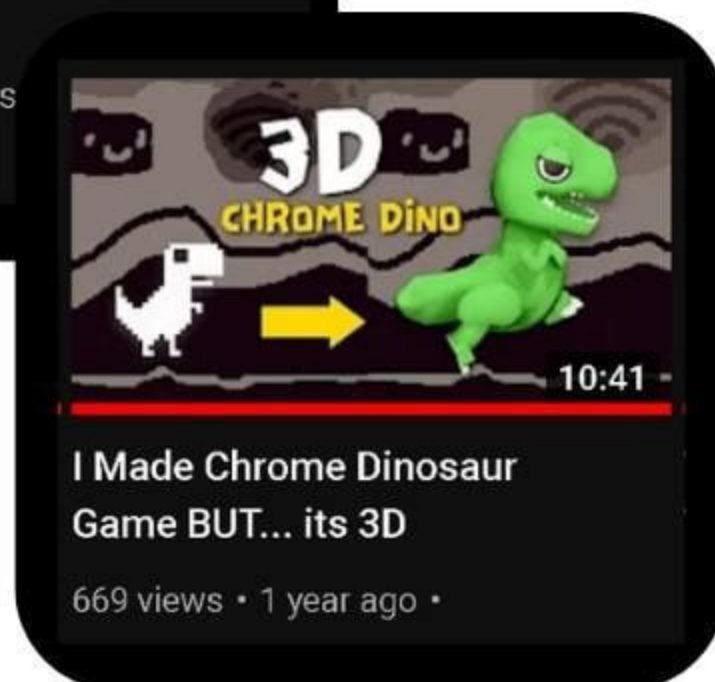 s
3D
CHROME DiNO
10:41
I Made Chrome Dinosaur
Game BUT... its 3D
669 views • 1 year ago •